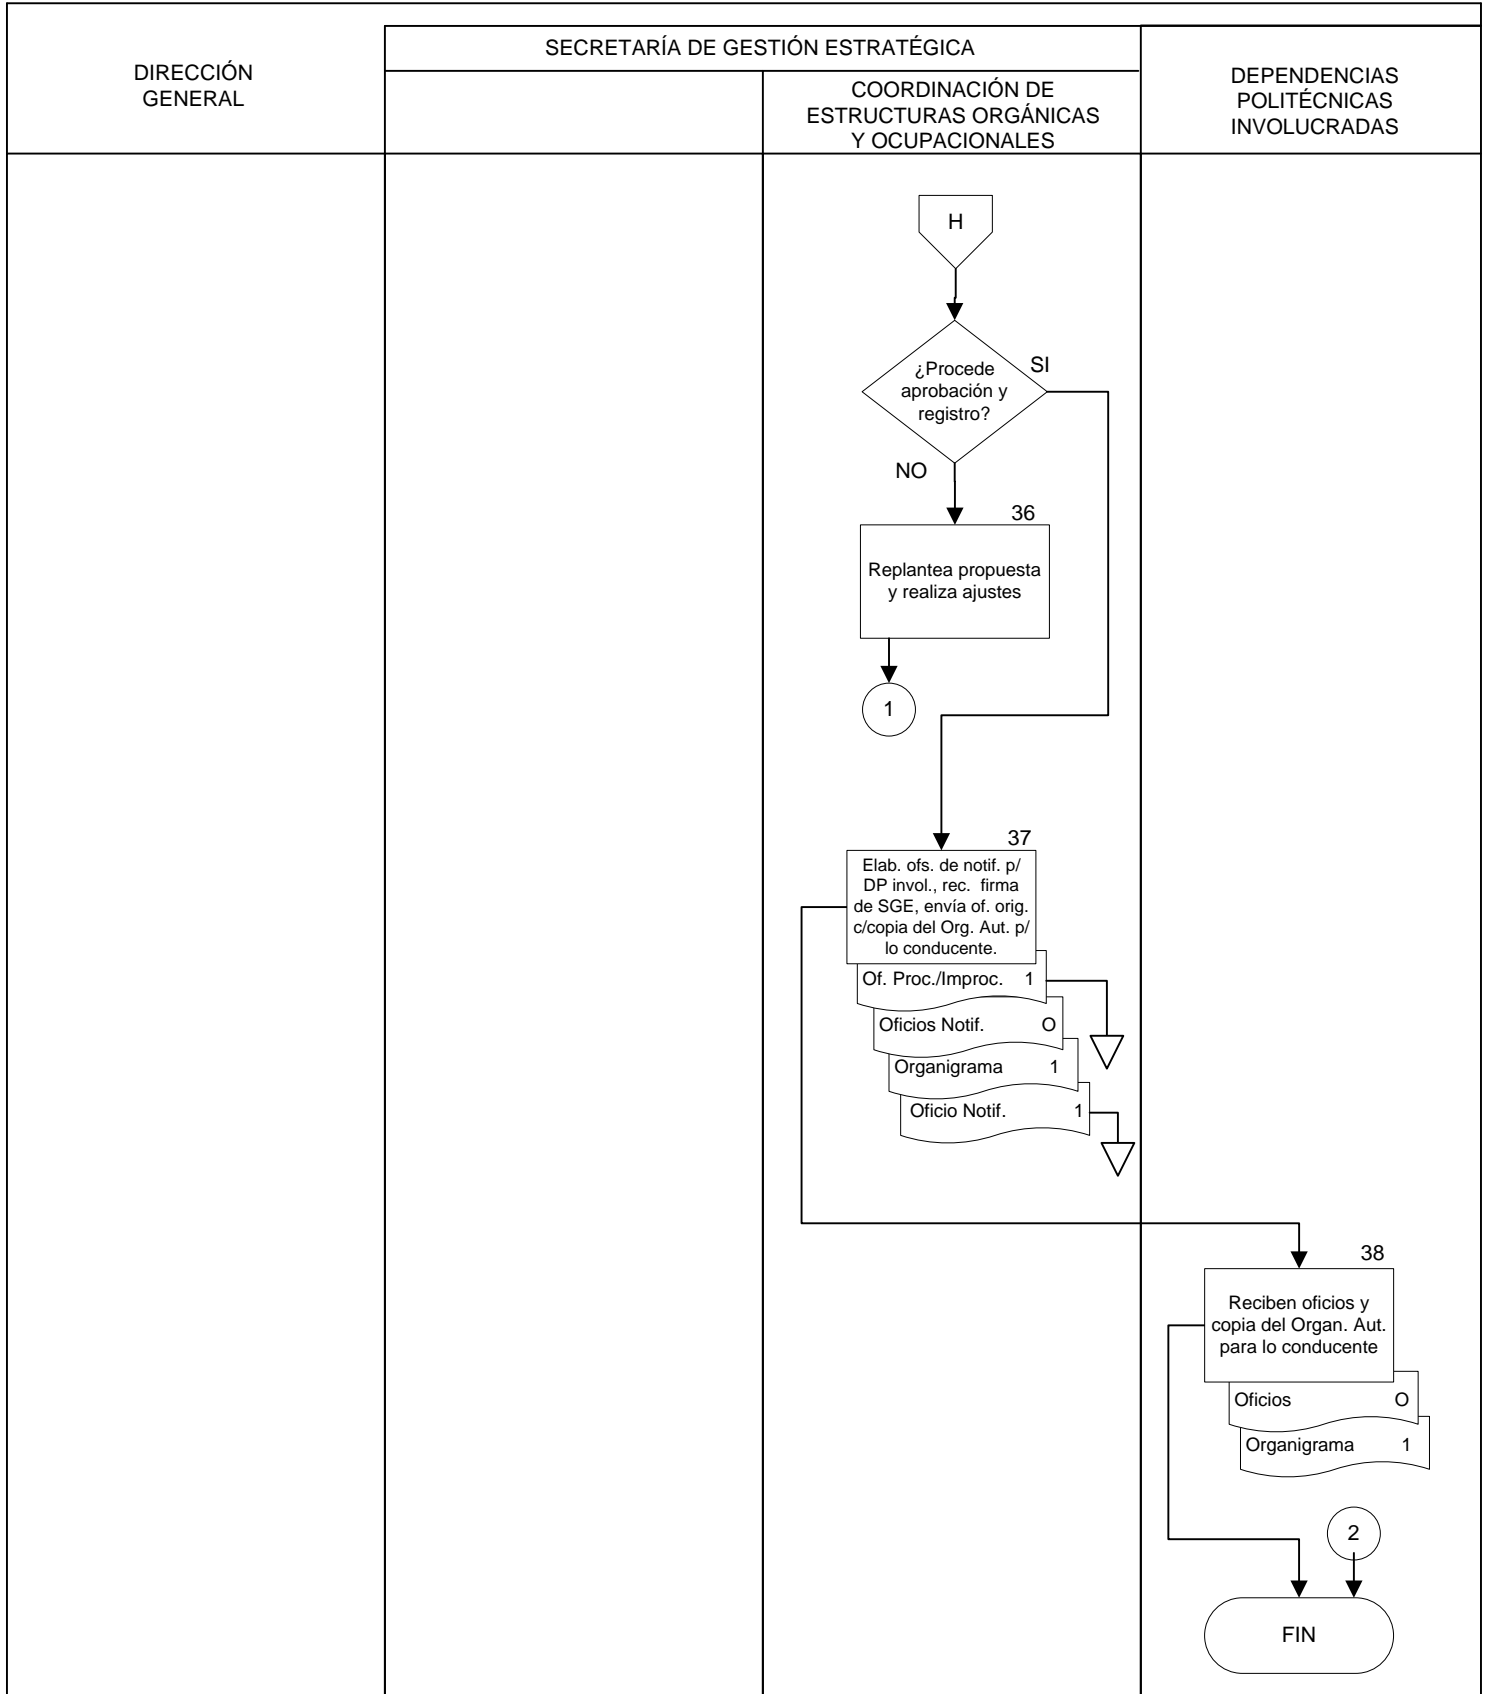 DIRECCIÓN
GENERAL
SECRETARÍA DE GESTIÓN ESTRATÉGICA
COORDINACIÓN DE
ESTRUCTURAS ORGÁNICAS
Y OCUPACIONALES
DEPENDENCIAS
POLITÉCNICAS
INVOLUCRADAS
H
¿Procede
aprobación y
registro?
SI
NO
36
Replantea propuesta
y realiza ajustes
1
37
Elab. ofs. de notif. p/
DP invol., rec. firma
de SGE, envía of. orig.
c/copia del Org. Aut. p/
lo conducente.
Of. Proc./Improc. 1
Oficios Notif. O
Organigrama 1
Oficio Notif. 1
38
Reciben oficios y
copia del Organ. Aut.
para lo conducente
Oficios O
Organigrama 1
2
FIN